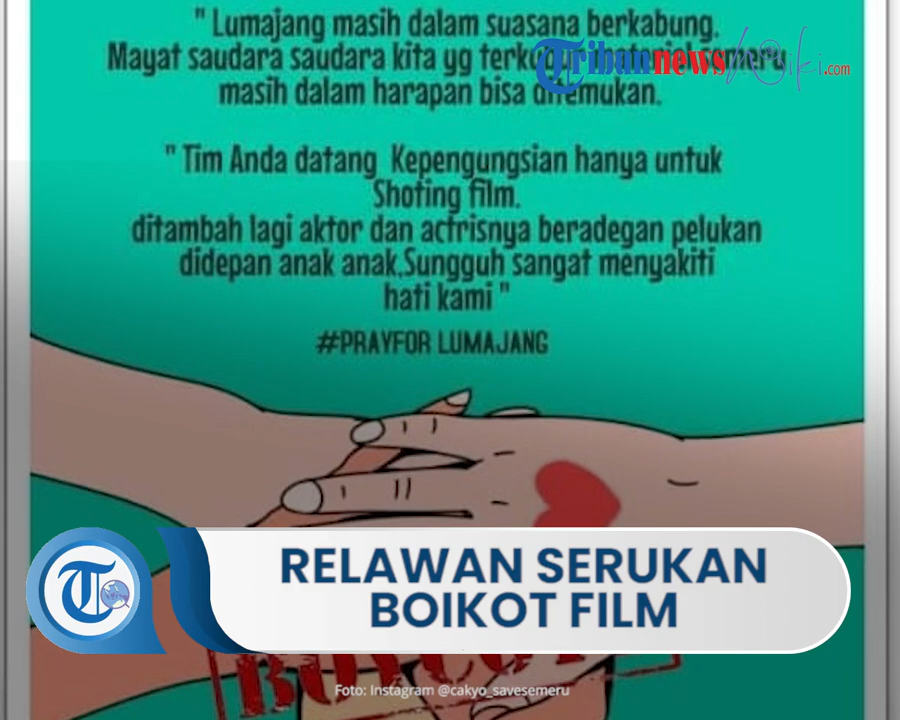 " Lumajang masih dalam suasana berkabung.
Mayat saudara saudara kita yg
masih dalam harapan bisa ditemukan.
Tribunnewswiki.com
" Tim Anda datang Kepengungsian hanya untuk
Shoting film.
ditambah lagi aktor dan actrisnya beradegan pelukan
didepan anak anak.Sungguh sangat menyakiti
hati kami "
#PRAYFOR LUMAJANG
T
RELAWAN SERUKAN
BOIKOT FILM
Foto: Instagram @cakyo_savesemeru